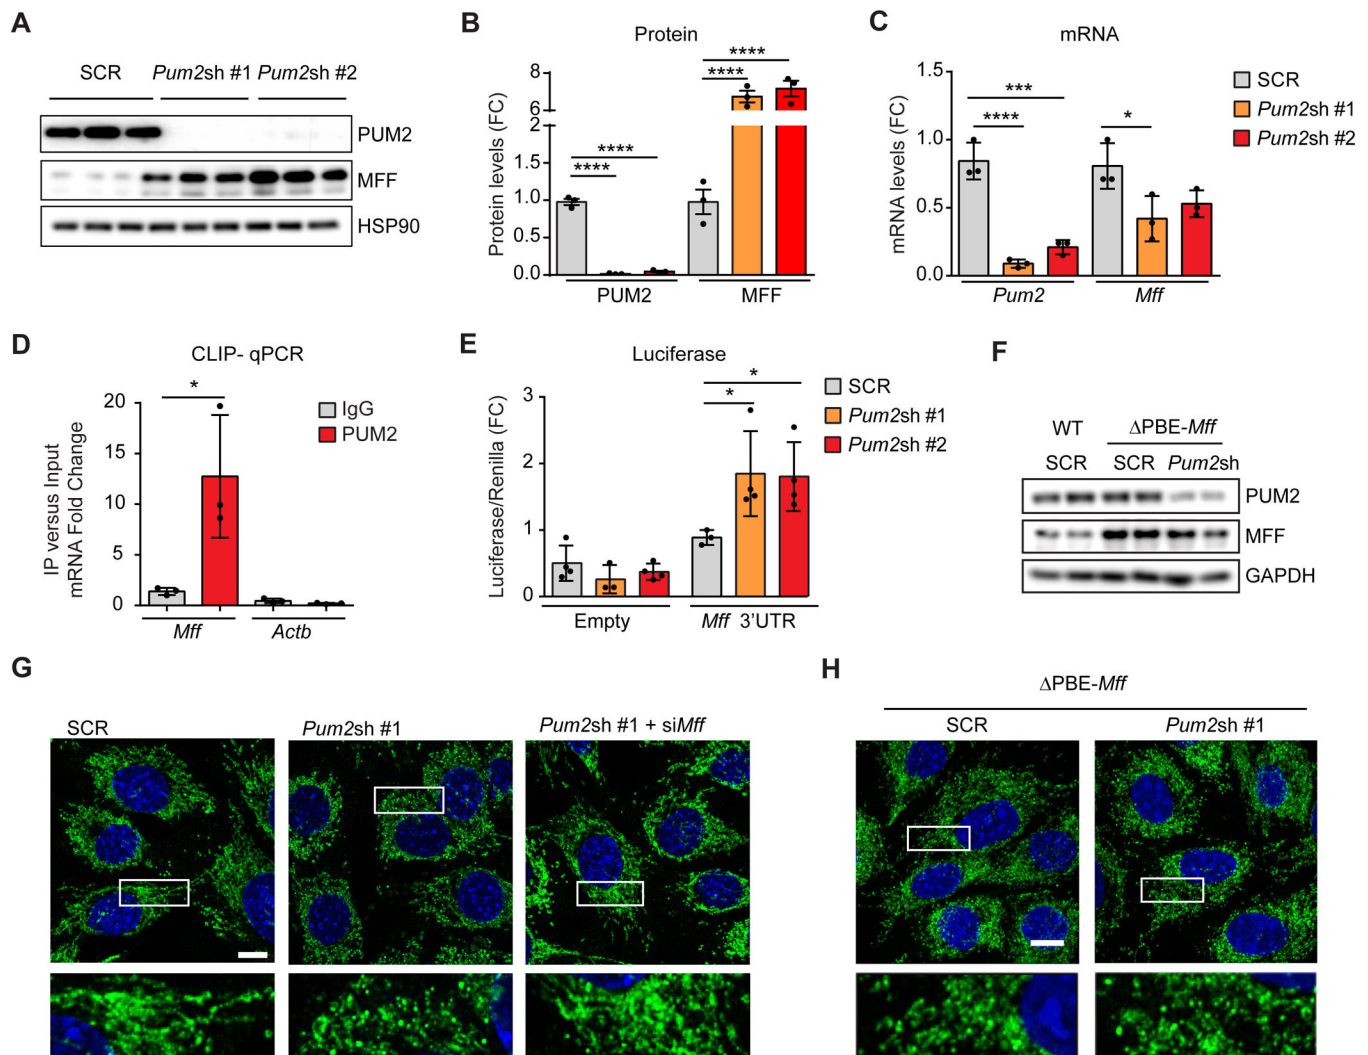 A
SCR Pum2sh #1 Pum2sh #2
PUM2
MFF
HSP90
B
Protein
Protein levels (FC)
8
6
2
1.5
1.0
0.5
0.0
**** ****
**** ****
PUM2 MFF
C
mRNA
mRNA levels (FC)
1.5
1.0
0.5
0.0
***
**** *
Pum2 Mff
SCR
Pum2sh #1
Pum2sh #2
D
CLIP- qPCR
IP versus Input
mRNA Fold Change
20
15
10
5
0
*
IgG
PUM2
Mff Actb
E
Luciferase
Luciferase/Renilla (FC)
3
2
1
0
*
*
Empty Mff 3'UTR
SCR
Pum2sh #1
Pum2sh #2
F
WT ΔPBE-Mff
SCR SCR Pum2sh
PUM2
MFF
GAPDH
G
SCR Pum2sh #1 Pum2sh #1 + siMff
H
ΔPBE-Mff
SCR Pum2sh #1